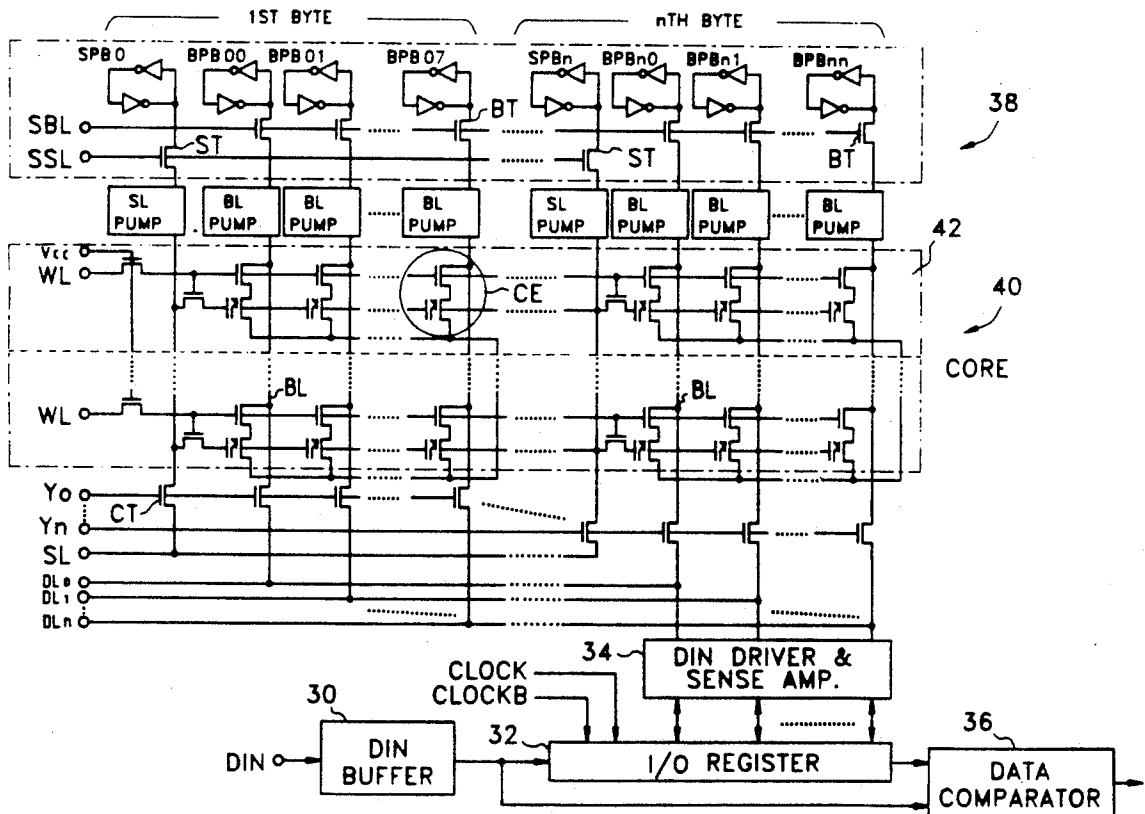 1ST BYTE nTH BYTE
SPB0 BPB00 BPB01 BPB07 SPBn BPBn0 BPBn1 BPBnn
BT
SBL
38
ST ST BT
SSL
SL PUMP BL PUMP BL PUMP BL PUMP SL PUMP BL PUMP BL PUMP BL PUMP
42
Vcc
WL
CE
40
CORE
BL BL
WL
Yo
CT
Yn
SL
DL0
DL1
DLn
34
DIN DRIVER &
SENSE AMP.
CLOCK
CLOCKB
30
32
36
DIN
DIN
BUFFER
I/O REGISTER
DATA
COMPARATOR